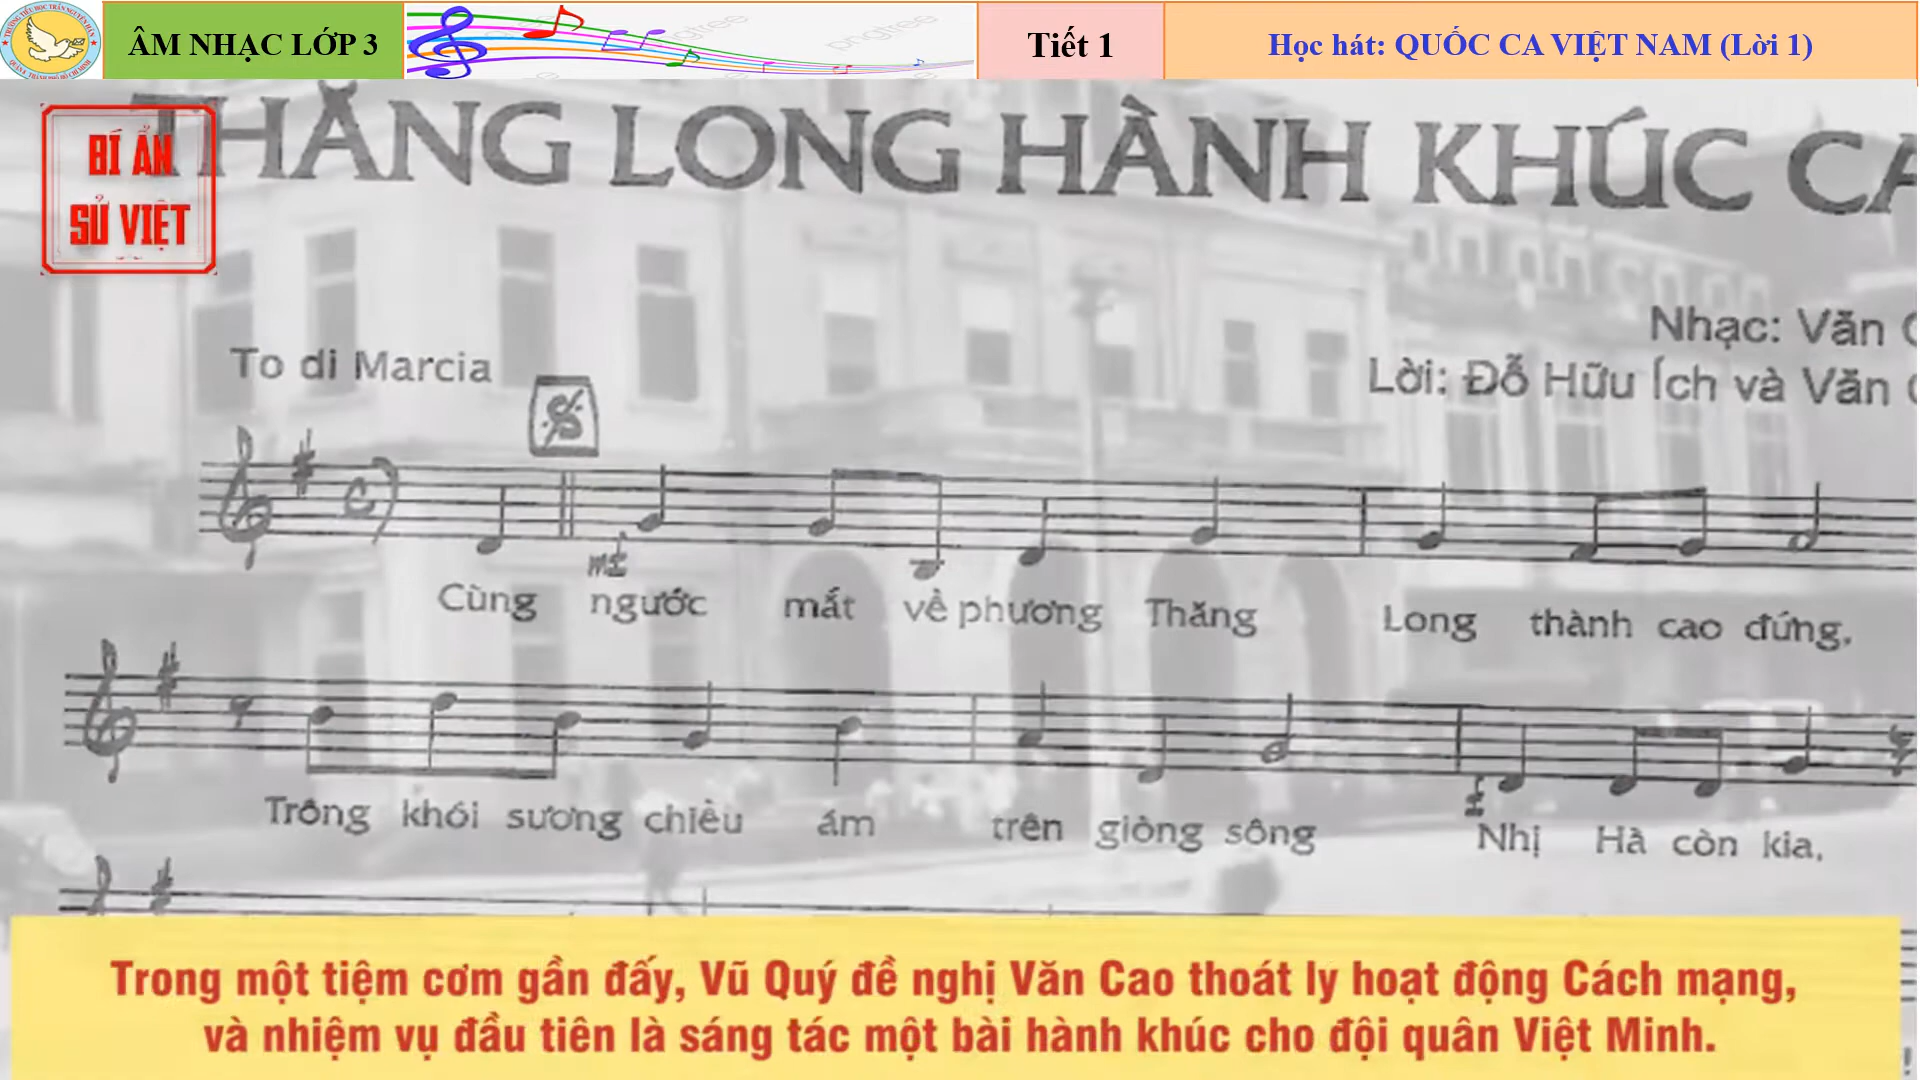 ÂM NHẠC LỚP 3
Tiết 1
Học hát: QUỐC CA VIỆT NAM (Lời 1)
THĂNG LONG HÀNH KHÚC CA
BÍ ẨN
SỬ VIỆT
Nhạc: Văn
Lời: Đỗ Hữu Ích và Văn
To di Marcia
Cùng ngước mắt về phương Thăng Long thành cao đứng,
Trông khói sương chiều ám trên giòng sông Nhị Hà còn kia,
Trong một tiệm cơm gần đấy, Vũ Quý đề nghị Văn Cao thoát ly hoạt động Cách mạng,
và nhiệm vụ đầu tiên là sáng tác một bài hành khúc cho đội quân Việt Minh.